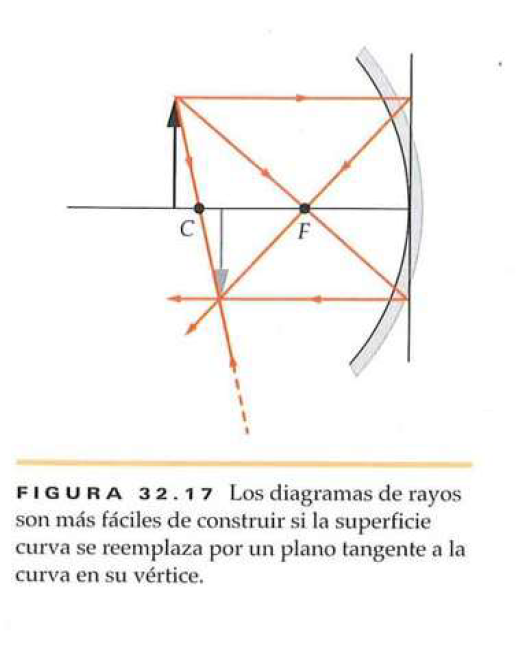 C
F
FIGURA 32.17 Los diagramas de rayos
son más fáciles de construir si la superficie
curva se reemplaza por un plano tangente a la
curva en su vértice.